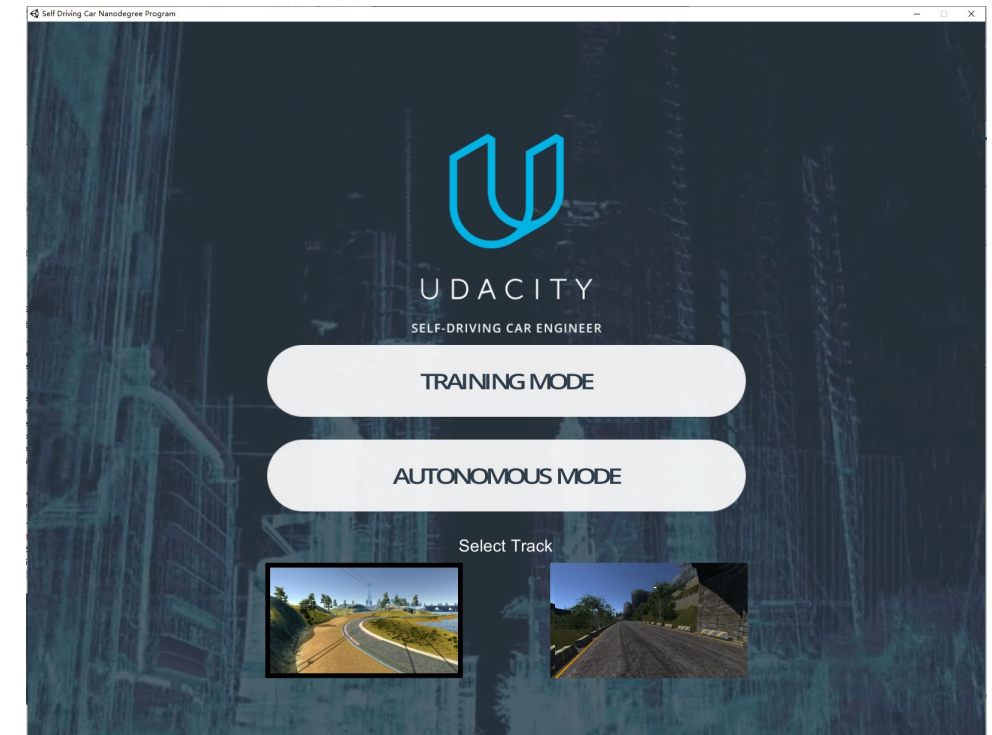 Self Driving Car Nanodegree Program
UDACITY
SELF-DRIVING CAR ENGINEER
TRAINING MODE
AUTONOMOUS MODE
Select Track